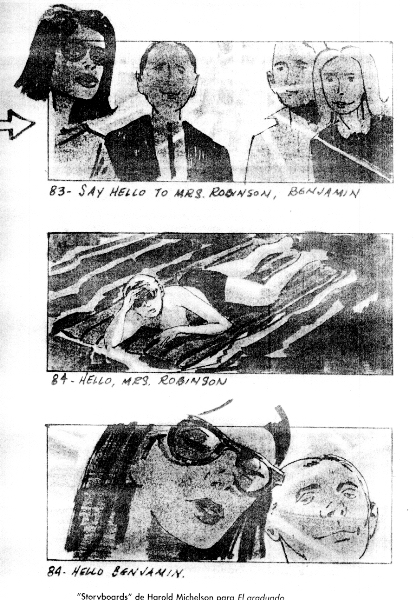 83- SAY HELLO TO MRS. ROBINSON, BENJAMIN
84- HELLO, MRS. ROBINSON
84- HELLO BENJAMIN.
"Storyboards" de Harold Michelson para El graduado